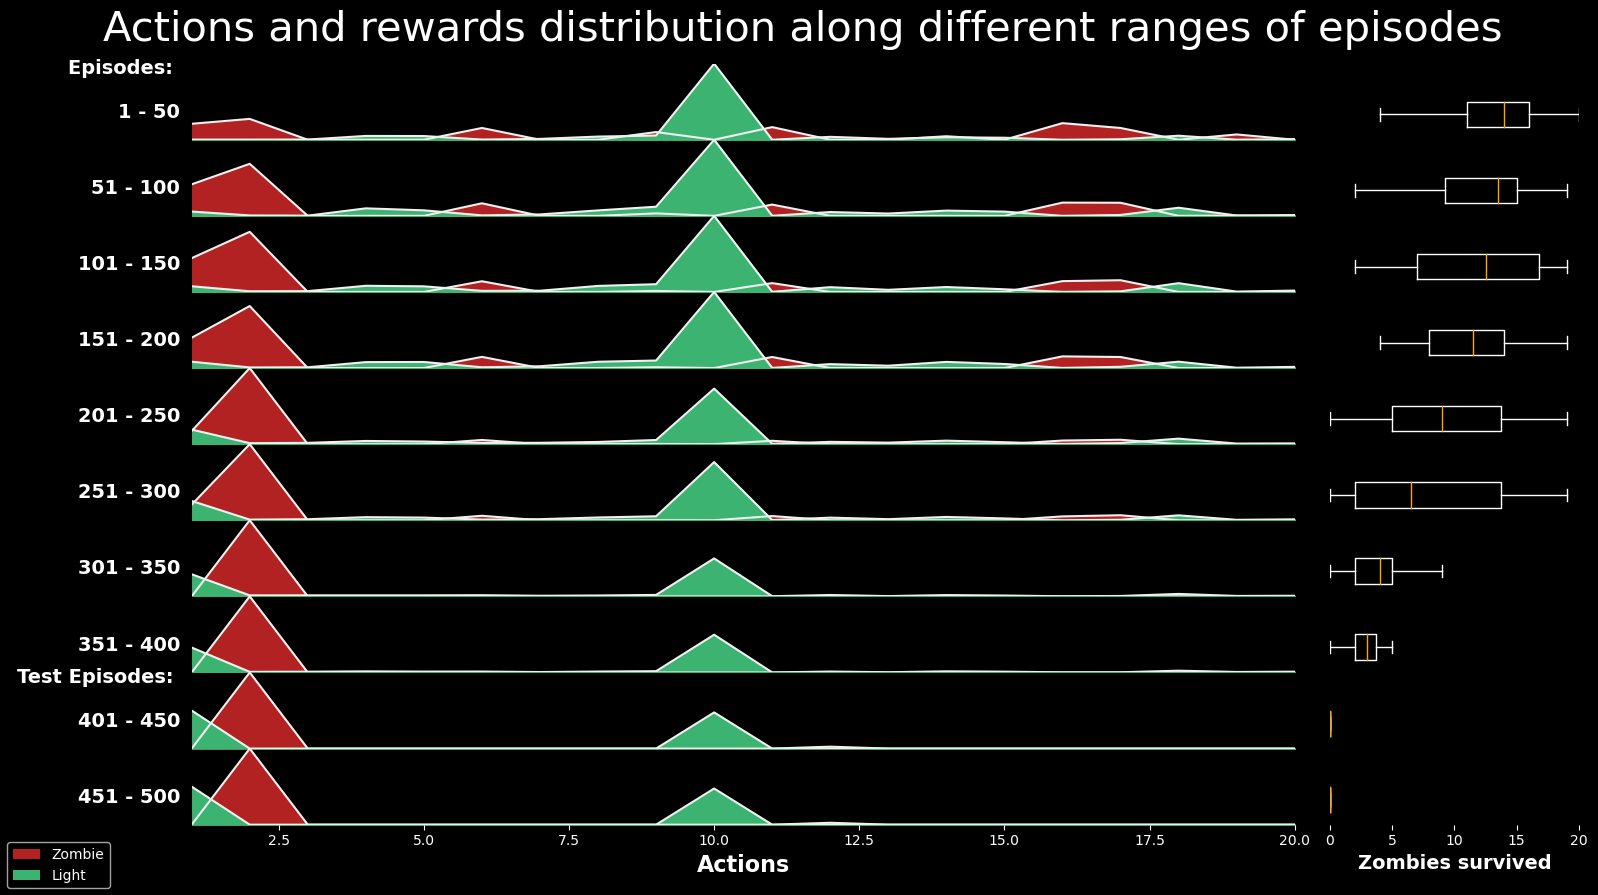 Actions and rewards distribution along different ranges of episodes
Episodes:
1 - 50
51 - 100
101 - 150
151 - 200
201 - 250
251 - 300
301 - 350
351 - 400
Test Episodes:
401 - 450
451 - 500
2.5 5.0 7.5 10.0 12.5 15.0 17.5 20.0
0 5 10 15 20
Actions
Zombies survived
Zombie
Light